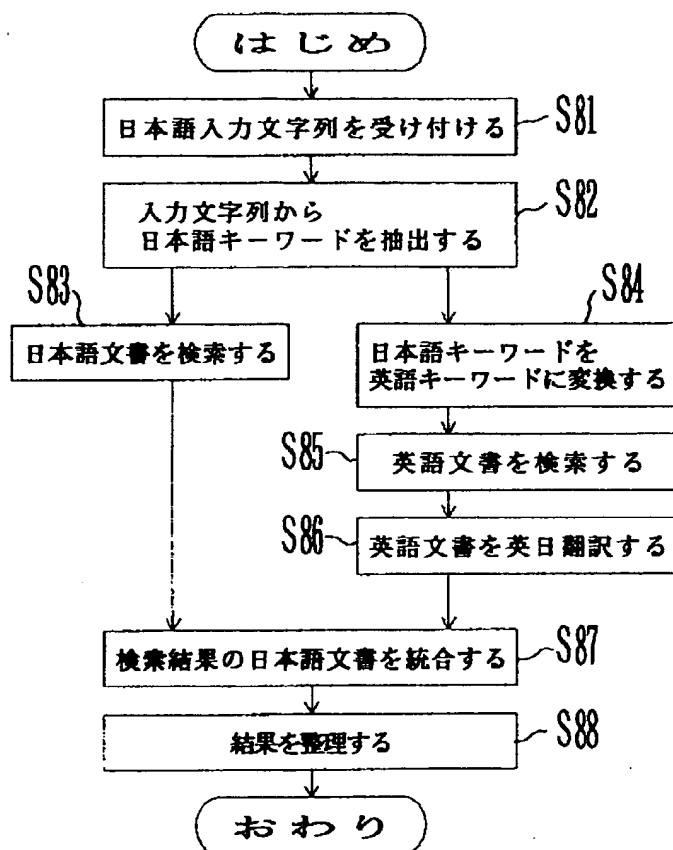 はじめ
日本語入力文字列を受け付ける
S81
入力文字列から
日本語キーワードを抽出する
S82
S83
日本語文書を検索する
S84
日本語キーワードを
英語キーワードに変換する
S85
英語文書を検索する
S86
英語文書を英日翻訳する
検索結果の日本語文書を統合する
S87
結果を整理する
S88
おわり